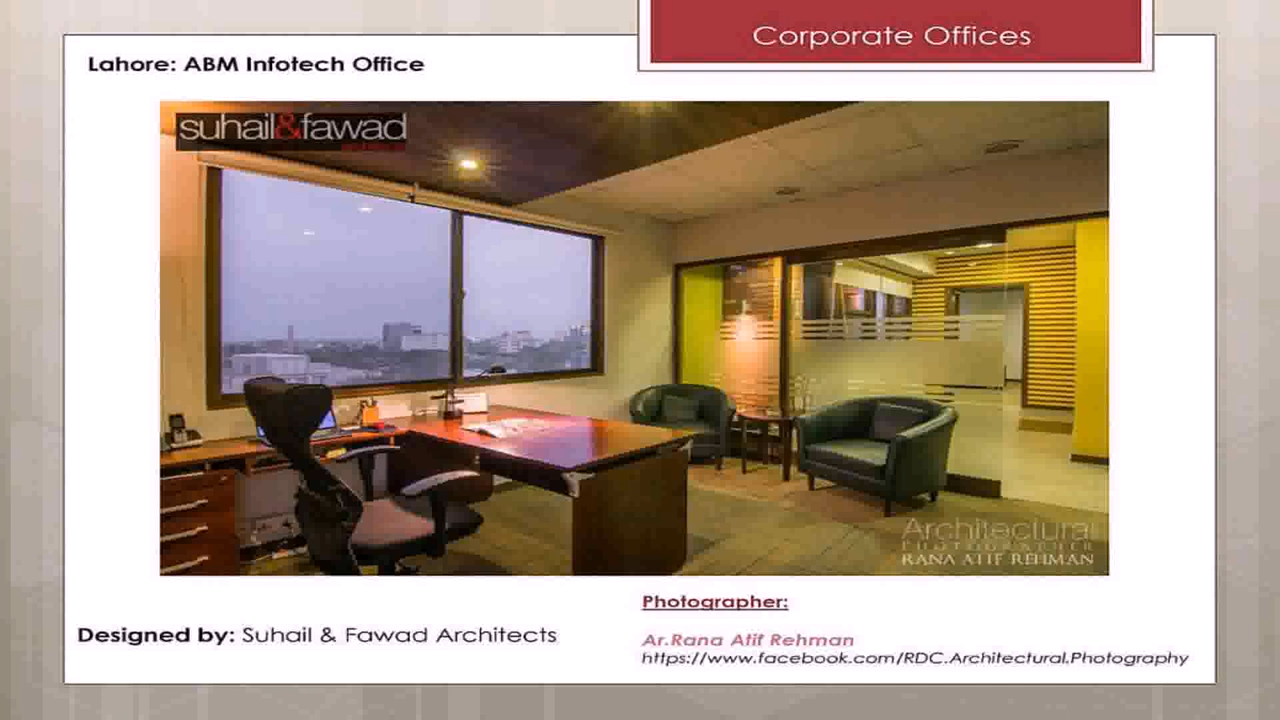 Corporate Offices
Lahore: ABM Infotech Office
suhail&fawad
Architectural
PHOTOGRAPHER
RANA ATIF REHMAN
Photographer:
Designed by: Suhail & Fawad Architects
Ar.Rana Atif Rehman
https://www.facebook.com/RDC.Architectural.Photography